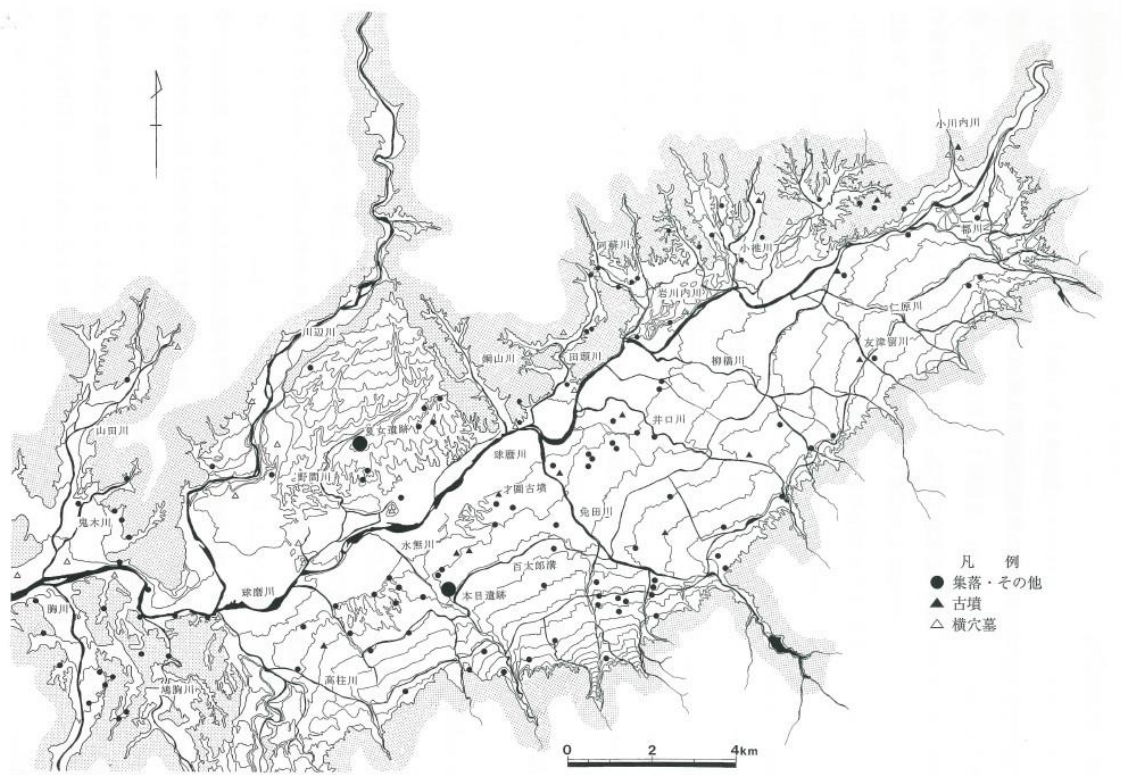 小川内川
都川
阿蘇川
小椎川
岩川内川
仁原川
川辺川
銅山川
田頭川
柳橋川
友津留川
山田川
夏女遺跡
井口川
球磨川
野間川
才園古墳
免田川
鬼木川
水無川
百太郎溝
球磨川
本目遺跡
胸川
鳩胸川
高柱川
凡 例
集落・その他
古墳
横穴墓
0 2 4km